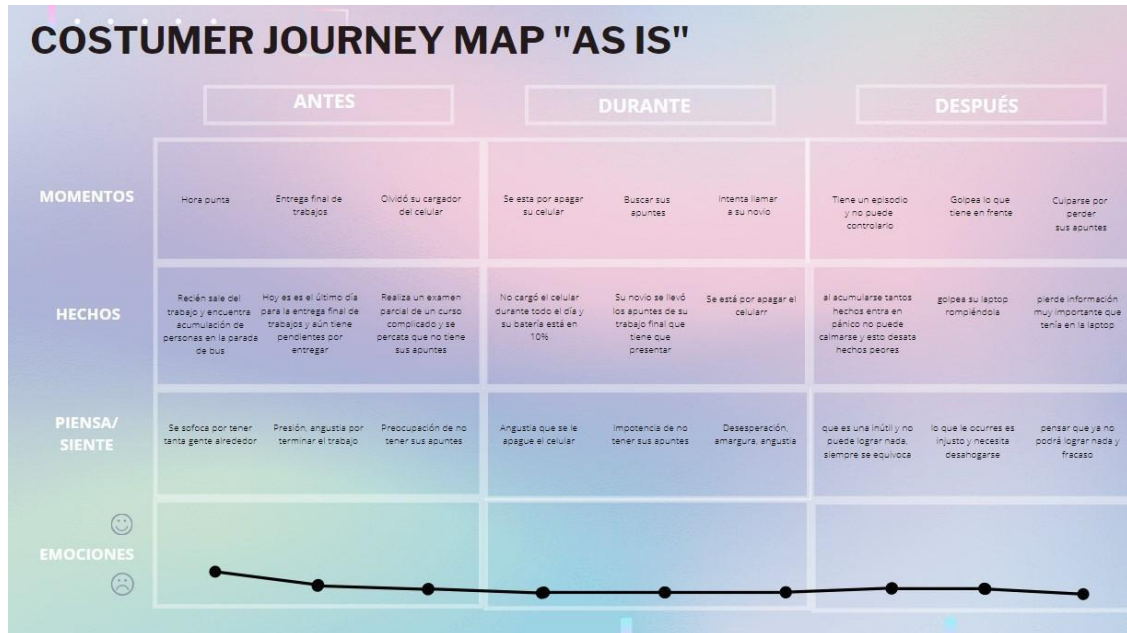 COSTUMER JOURNEY MAP "AS IS"
ANTES
DURANTE
DESPUÉS
MOMENTOS
Hora punta
Entrega final de
trabajos
Olvidó su cargador
del celular
Se esta por apagar
su celular
Buscar sus
apuntes
Intenta llamar
a su novio
Tiene un episodio
y no puede
controlarlo
Golpea lo que
tiene en frente
Culparse por
perder
sus apuntes
HECHOS
Recién sale del
trabajo y encuentra
acumulación de
personas en la parada
de bus
Hoy es es el último día
para la entrega final de
trabajos y aún tiene
pendientes por
entregar
Realiza un examen
parcial de un curso
complicado y se
percata que no tiene
sus apuntes
No cargó el celular
durante todo el día y
su batería está en
10%
Su novio se llevó
los apuntes de su
trabajo final que
tiene que
presentar
Se está por apagar el
celularr
al acumularse tantos
hechos entra en
pánico no puede
calmarse y esto desata
hechos peores
golpea su laptop
rompiéndola
pierde información
muy importante que
tenía en la laptop
PIENSA/
SIENTE
Se sofoca por tener
tanta gente alrededor
Presión, angustia por
terminar el trabajo
Preocupación de no
tener sus apuntes
Angustia que se le
apague el celular
Impotencia de no
tener sus apuntes
Desesperación,
amargura, angustia
que es una inútil y no
puede lograr nada,
siempre se equivoca
lo que le ocurres es
injusto y necesita
desahogarse
pensar que ya no
podrá lograr nada y
fracaso
EMOCIONES